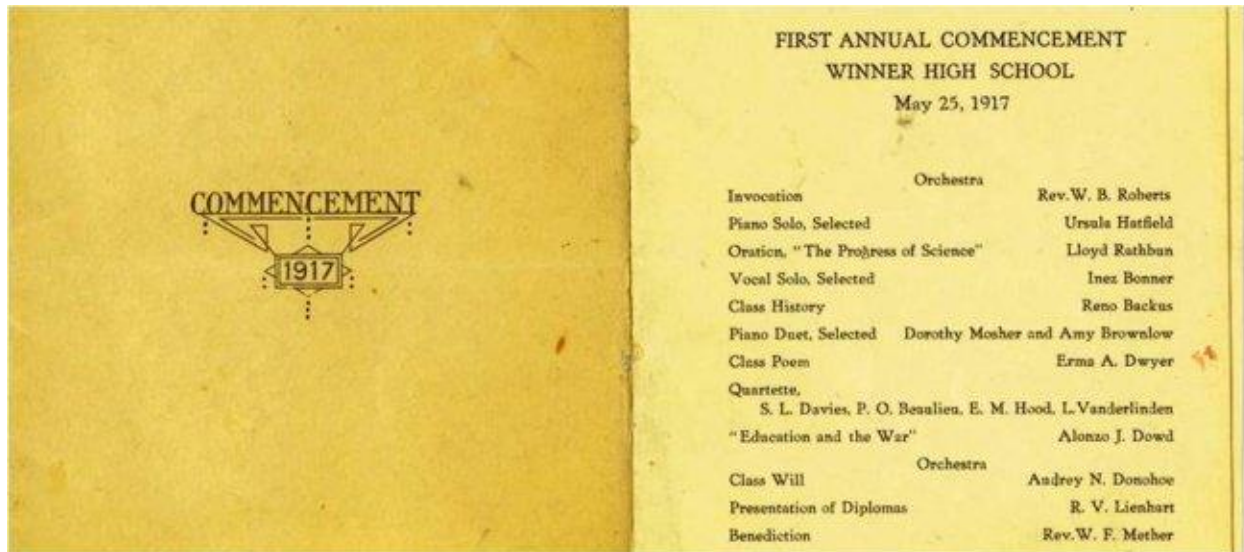 COMMENCEMENT
1917
FIRST ANNUAL COMMENCEMENT
WINNER HIGH SCHOOL
May 25, 1917
Orchestra
Invocation Rev. W. B. Roberts
Piano Solo, Selected Ursula Hatfield
Oration, "The Progress of Science" Lloyd Rathbun
Vocal Solo, Selected Inez Bonner
Class History Reno Backus
Piano Duet, Selected Dorothy Mosher and Amy Brownlow
Class Poem Erma A. Dwyer
Quartette,
S. L. Davies, P. O. Beaulieu, E. M. Hood, L. Vanderlinden
"Education and the War" Alonzo J. Dowd
Orchestra
Class Will Audrey N. Donohoe
Presentation of Diplomas R. V. Lienhart
Benediction Rev. W. F. Mether